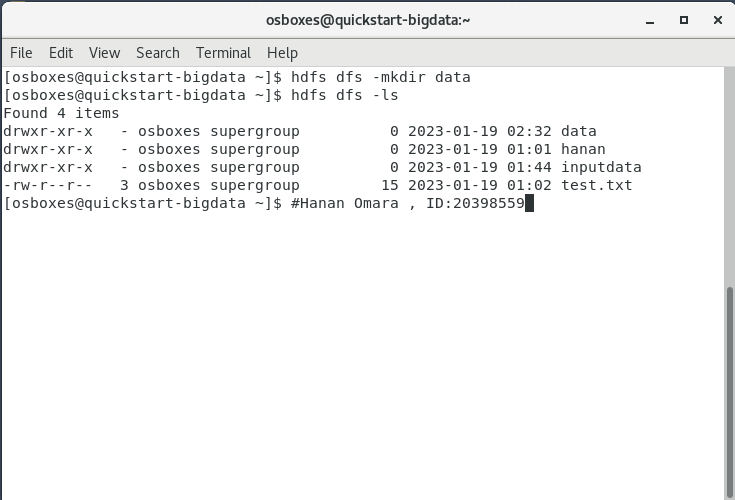 osboxes@quickstart-bigdata:~
File Edit View Search Terminal Help
[osboxes@quickstart-bigdata ~]$ hdfs dfs -mkdir data
[osboxes@quickstart-bigdata ~]$ hdfs dfs -ls
Found 4 items
drwxr-xr-x   - osboxes supergroup          0 2023-01-19 02:32 data
drwxr-xr-x   - osboxes supergroup          0 2023-01-19 01:01 hanan
drwxr-xr-x   - osboxes supergroup          0 2023-01-19 01:44 inputdata
-rw-r--r--   3 osboxes supergroup         15 2023-01-19 01:02 test.txt
[osboxes@quickstart-bigdata ~]$ #Hanan Omara , ID:20398559